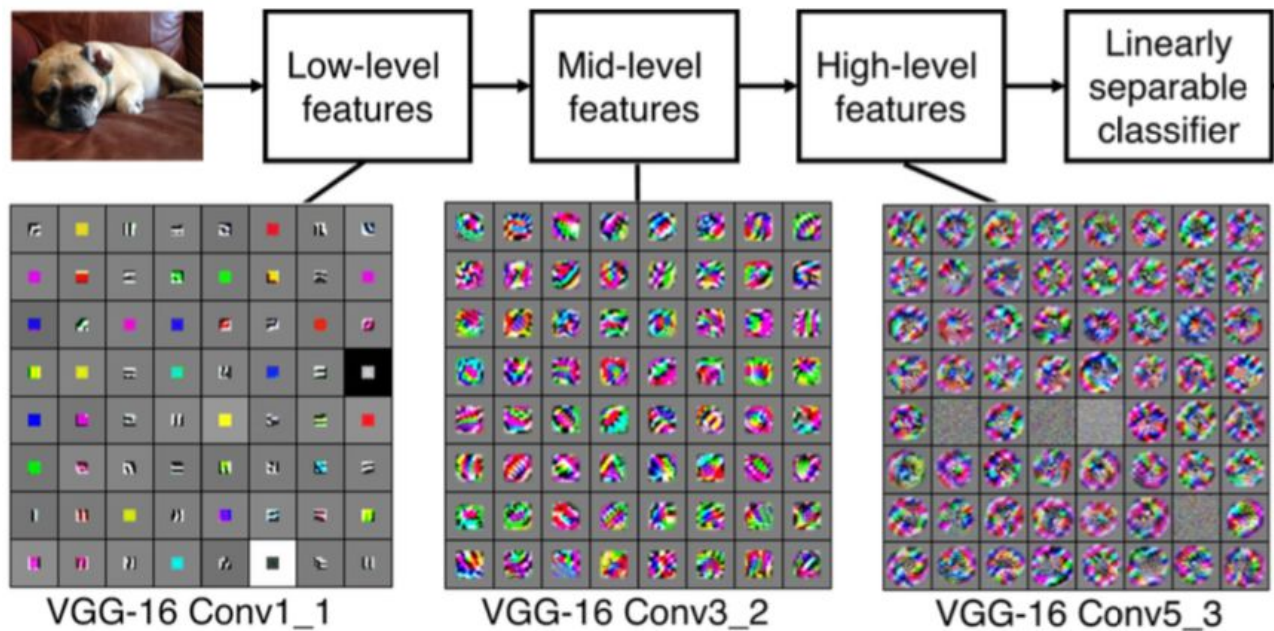 Low-level
features
Mid-level
features
High-level
features
Linearly
separable
classifier
VGG-16 Conv1_1
VGG-16 Conv3_2
VGG-16 Conv5_3